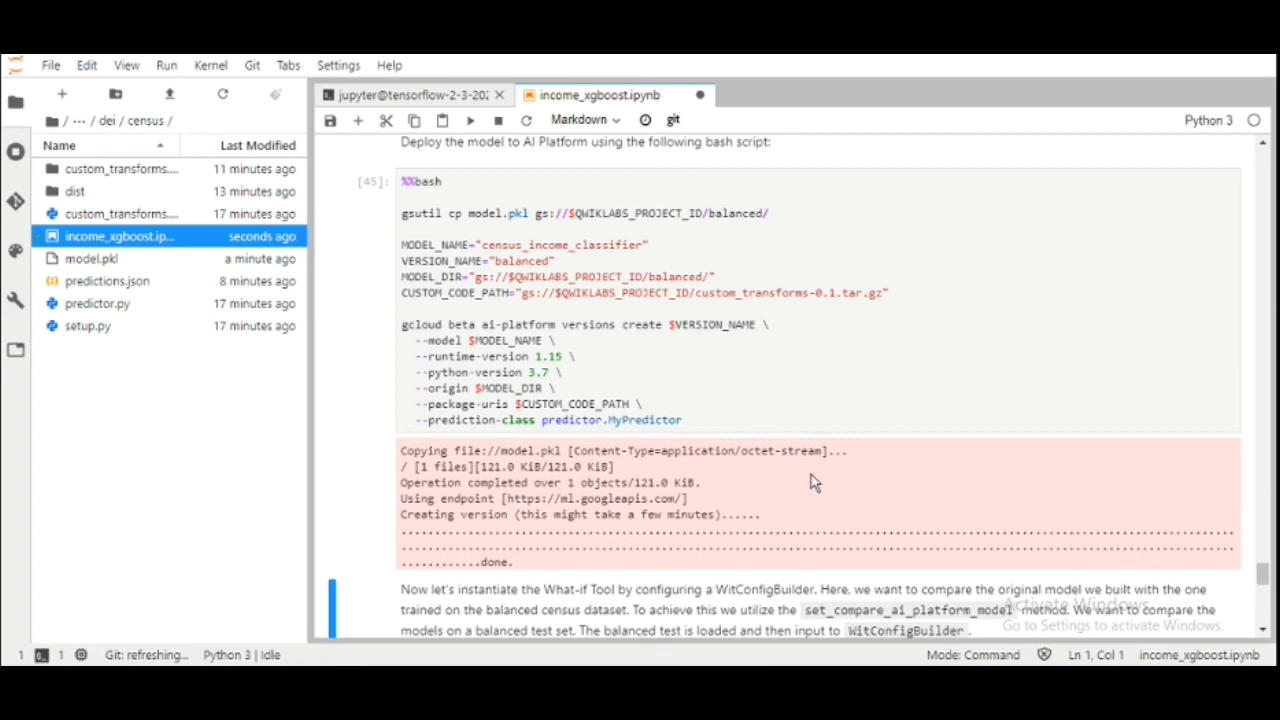 File Edit View Run Kernel Git Tabs Settings Help
jupyter@tensorflow-2-3-202
income_xgboost.ipynb
/ ··· / dei / census /
Markdown
git
Python 3
Name Last Modified
custom_transforms.... 11 minutes ago
dist 13 minutes ago
custom_transforms.... 17 minutes ago
income_xgboost.ip... seconds ago
model.pkl a minute ago
predictions.json 8 minutes ago
predictor.py 17 minutes ago
setup.py 17 minutes ago
Deploy the model to AI Platform using the following bash script:
[45]: %%bash
gsutil cp model.pkl gs://$QWIKLABS_PROJECT_ID/balanced/
MODEL_NAME="census_income_classifier"
VERSION_NAME="balanced"
MODEL_DIR="gs://$QWIKLABS_PROJECT_ID/balanced/"
CUSTOM_CODE_PATH="gs://$QWIKLABS_PROJECT_ID/custom_transforms-0.1.tar.gz"
gcloud beta ai-platform versions create $VERSION_NAME \
--model $MODEL_NAME \
--runtime-version 1.15 \
--python-version 3.7 \
--origin $MODEL_DIR \
--package-uris $CUSTOM_CODE_PATH \
--prediction-class predictor.MyPredictor
Copying file://model.pkl [Content-Type=application/octet-stream]...
/ [1 files][121.0 KiB/121.0 KiB]
Operation completed over 1 objects/121.0 KiB.
Using endpoint [https://ml.googleapis.com/]
Creating version (this might take a few minutes)......
............done.
Now let's instantiate the What-if Tool by configuring a WitConfigBuilder. Here, we want to compare the original model we built with the one
trained on the balanced census dataset. To achieve this we utilize the set_compare_ai_platform_model method. We want to compare the
models on a balanced test set. The balanced test is loaded and then input to WitConfigBuilder.
Activate Windows
Go to Settings to activate Windows.
1 1 Git: refreshing... Python 3 | Idle Mode: Command Ln 1, Col 1 income_xgboost.ipynb